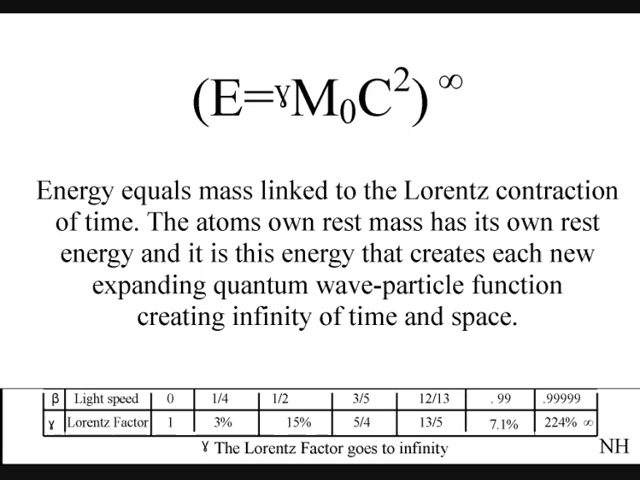 (E=ɣM₀C²)^∞
Energy equals mass linked to the Lorentz contraction
of time. The atoms own rest mass has its own rest
energy and it is this energy that creates each new
expanding quantum wave-particle function
creating infinity of time and space.
β Light speed 0 1/4 1/2 3/5 12/13 . 99 .99999
ɣ Lorentz Factor 1 3% 15% 5/4 13/5 7.1% 224% ∞
ɣ The Lorentz Factor goes to infinity
NH